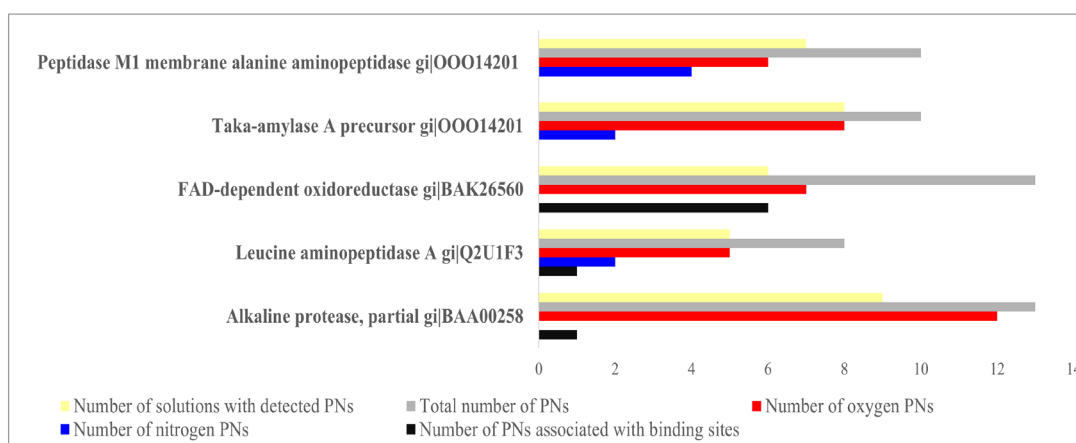 Peptidase M1 membrane alanine aminopeptidase gi|OOO14201
Taka-amylase A precursor gi|OOO14201
FAD-dependent oxidoreductase gi|BAK26560
Leucine aminopeptidase A gi|Q2U1F3
Alkaline protease, partial gi|BAA00258
0 2 4 6 8 10 12 14
Number of solutions with detected PNs Total number of PNs Number of oxygen PNs
Number of nitrogen PNs Number of PNs associated with binding sites